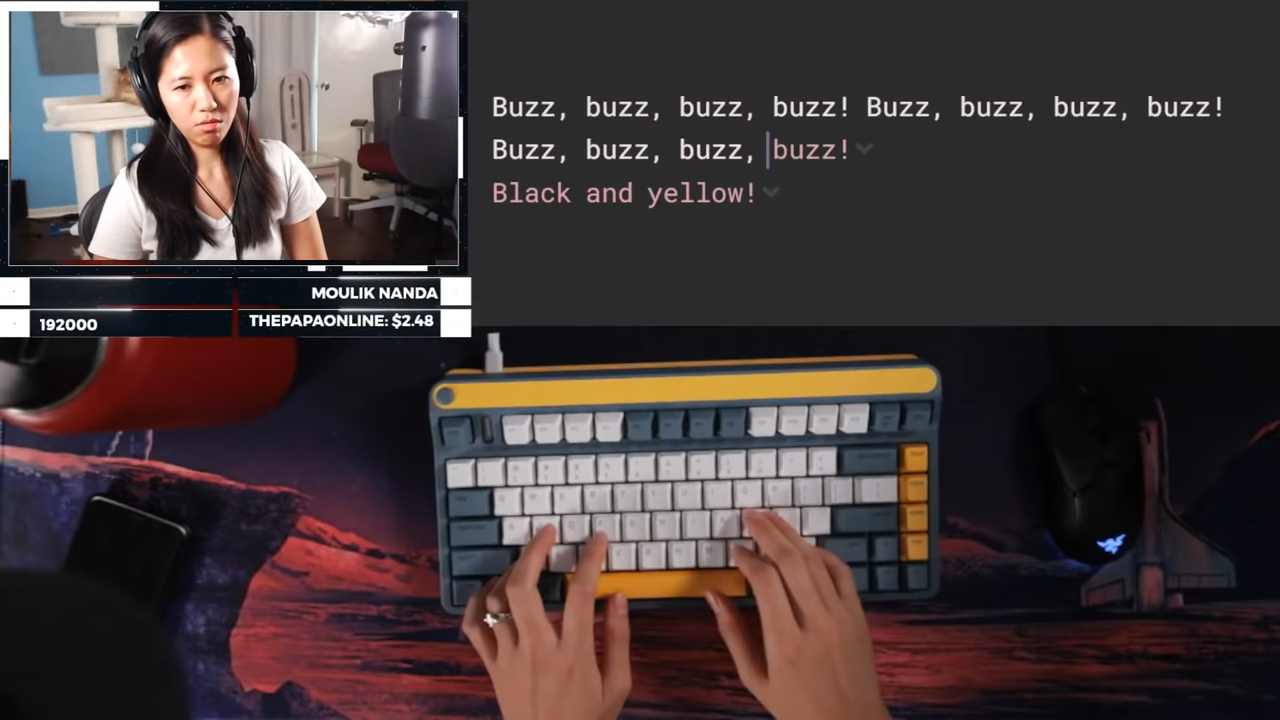 Buzz, buzz, buzz, buzz! Buzz, buzz, buzz, buzz!
Buzz, buzz, buzz, buzz!
Black and yellow!
MOULIK NANDA
192000
THEPAPAONLINE: $2.48